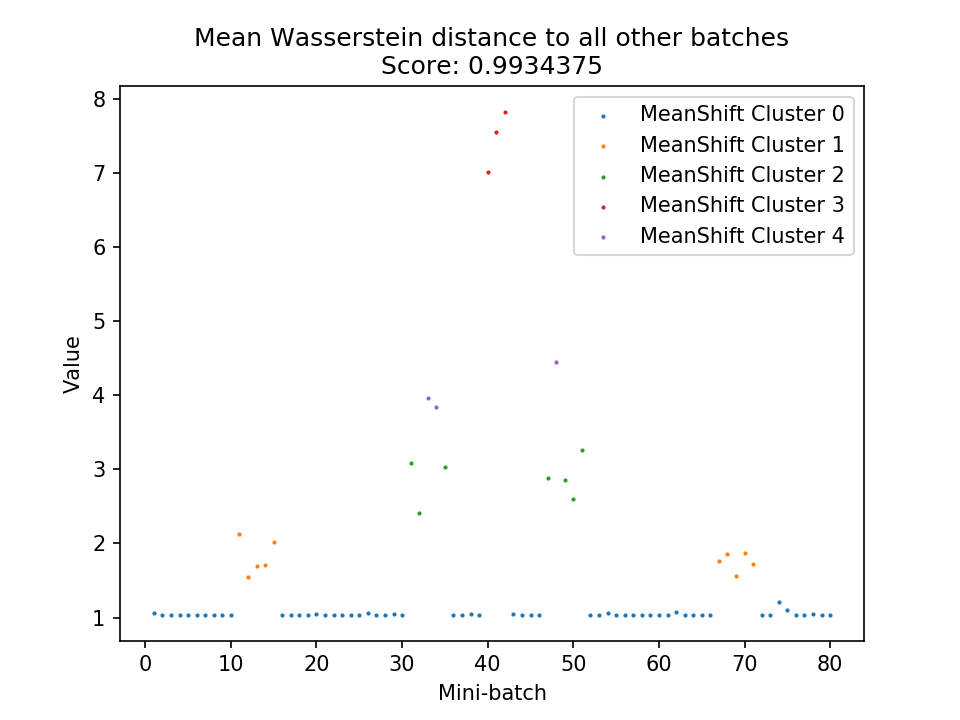 Mean Wasserstein distance to all other batches
Score: 0.9934375
MeanShift Cluster 0
MeanShift Cluster 1
MeanShift Cluster 2
MeanShift Cluster 3
MeanShift Cluster 4
8
7
6
5
4
3
2
1
Value
0 10 20 30 40 50 60 70 80
Mini-batch